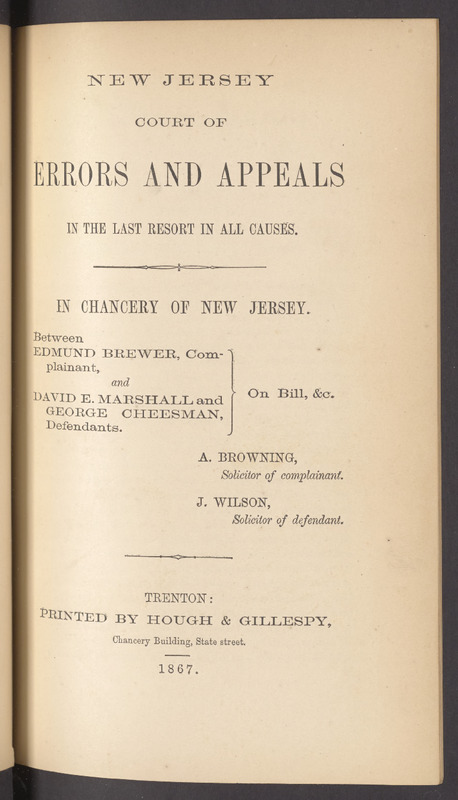 NEW JERSEY
COURT OF
ERRORS AND APPEALS
IN THE LAST RESORT IN ALL CAUSES.
IN CHANCERY OF NEW JERSEY.
Between
EDMUND BREWER, Com-
plainant,
and
DAVID E. MARSHALL and
GEORGE CHEESMAN,
Defendants.
On Bill, &c.
A. BROWNING,
Solicitor of complainant.
J. WILSON,
Solicitor of defendant.
TRENTON:
PRINTED BY HOUGH & GILLESPY,
Chancery Building, State street.
1867.